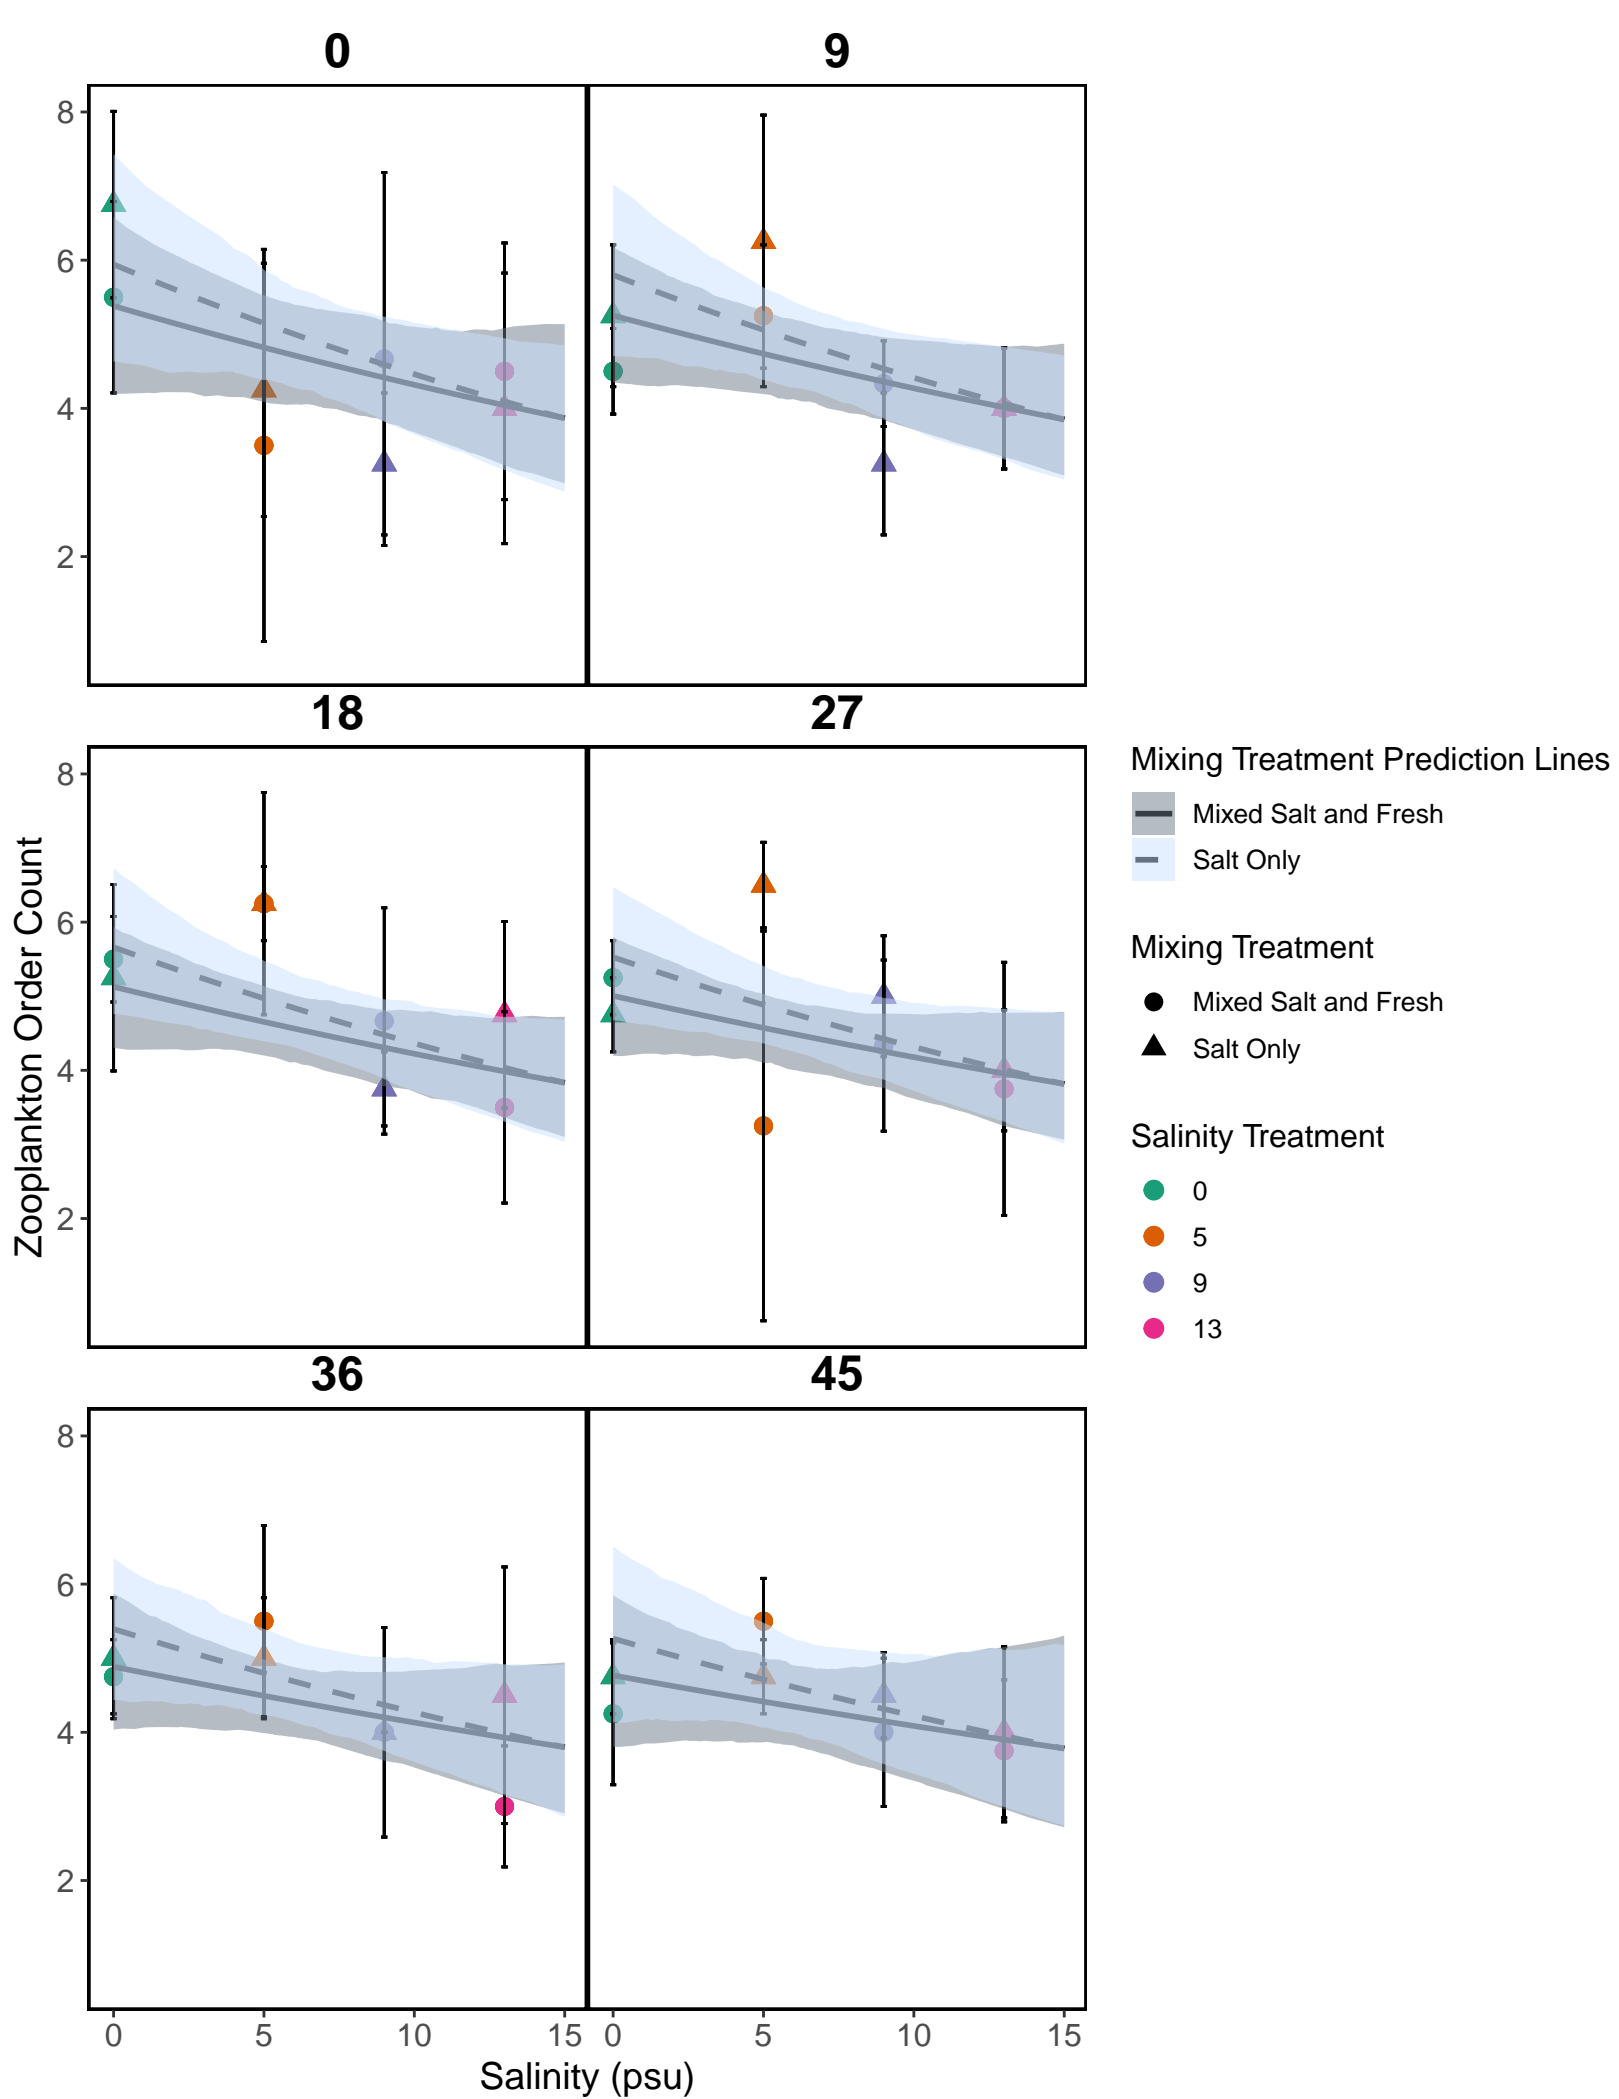 0 9
8
6
4
2
18 27
8
6
4
2
36 45
8
6
4
2
0 5 10 15 0 5 10 15
Salinity (psu)
Zooplankton Order Count
Mixing Treatment Prediction Lines
Mixed Salt and Fresh
Salt Only
Mixing Treatment
Mixed Salt and Fresh
Salt Only
Salinity Treatment
0
5
9
13